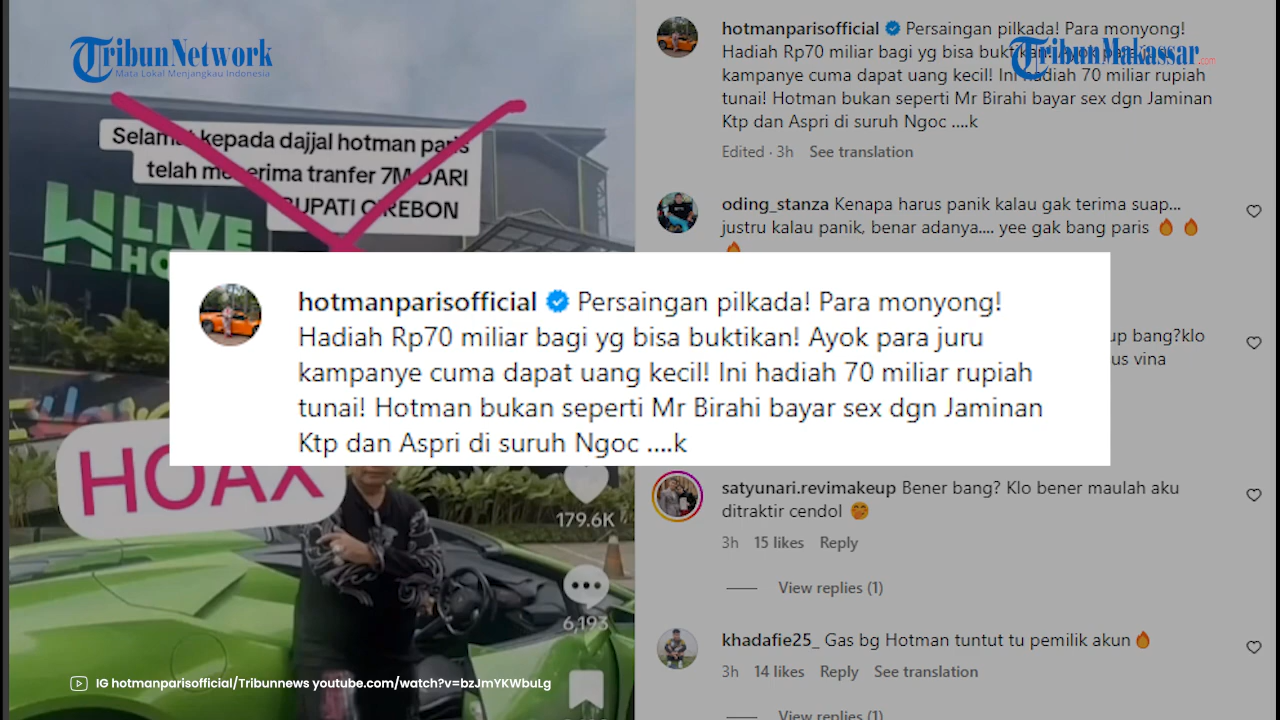 TribunNetwork
Mata Lokal Menjangkau Indonesia
Selamat kepada dajjal hotman paris
telah menerima tranfer 7M DARI
BUPATI CIREBON
LIVE
HO
HOAX
179.6K
6,193
IG hotmanparisofficial/Tribunnews youtube.com/watch?v=bzJmYKWbuLg
hotmanparisofficial Persaingan pilkada! Para monyong!
Hadiah Rp70 miliar bagi yg bisa buktikan! Ayok para juru
kampanye cuma dapat uang kecil! Ini hadiah 70 miliar rupiah
tunai! Hotman bukan seperti Mr Birahi bayar sex dgn Jaminan
Ktp dan Aspri di suruh Ngoc ....k
Edited · 3h See translation
TribunMakassar.com
oding_stanza Kenapa harus panik kalau gak terima suap...
justru kalau panik, benar adanya.... yee gak bang paris 🔥 🔥
🔥
hotmanparisofficial Persaingan pilkada! Para monyong!
Hadiah Rp70 miliar bagi yg bisa buktikan! Ayok para juru
kampanye cuma dapat uang kecil! Ini hadiah 70 miliar rupiah
tunai! Hotman bukan seperti Mr Birahi bayar sex dgn Jaminan
Ktp dan Aspri di suruh Ngoc ....k
up bang?klo
us vina
satyunari.revimakeup Bener bang? Klo bener maulah aku
ditraktir cendol 🤭
3h 15 likes Reply
View replies (1)
khadafie25_ Gas bg Hotman tuntut tu pemilik akun🔥
3h 14 likes Reply See translation
View replies (1)